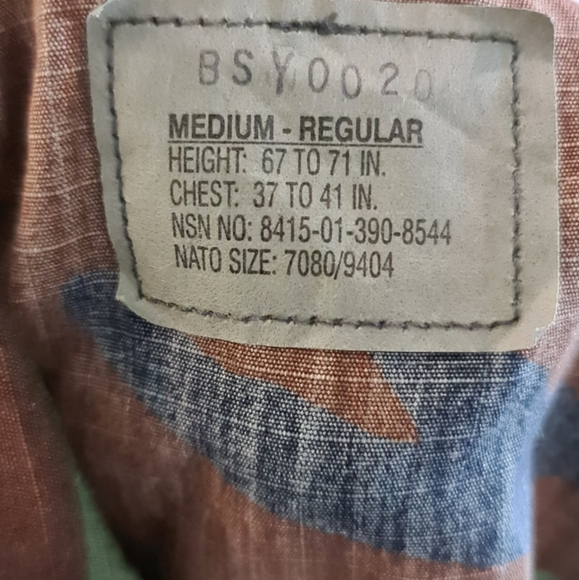 BSY0020
MEDIUM - REGULAR
HEIGHT: 67 TO 71 IN.
CHEST: 37 TO 41 IN.
NSN NO: 8415-01-390-8544
NATO SIZE: 7080/9404